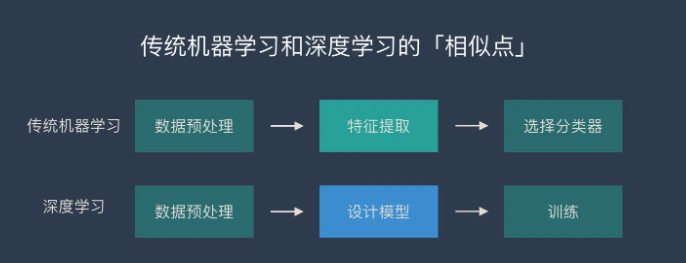 传统机器学习和深度学习的「相似点」
传统机器学习 数据预处理 特征提取 选择分类器
深度学习 数据预处理 设计模型 训练